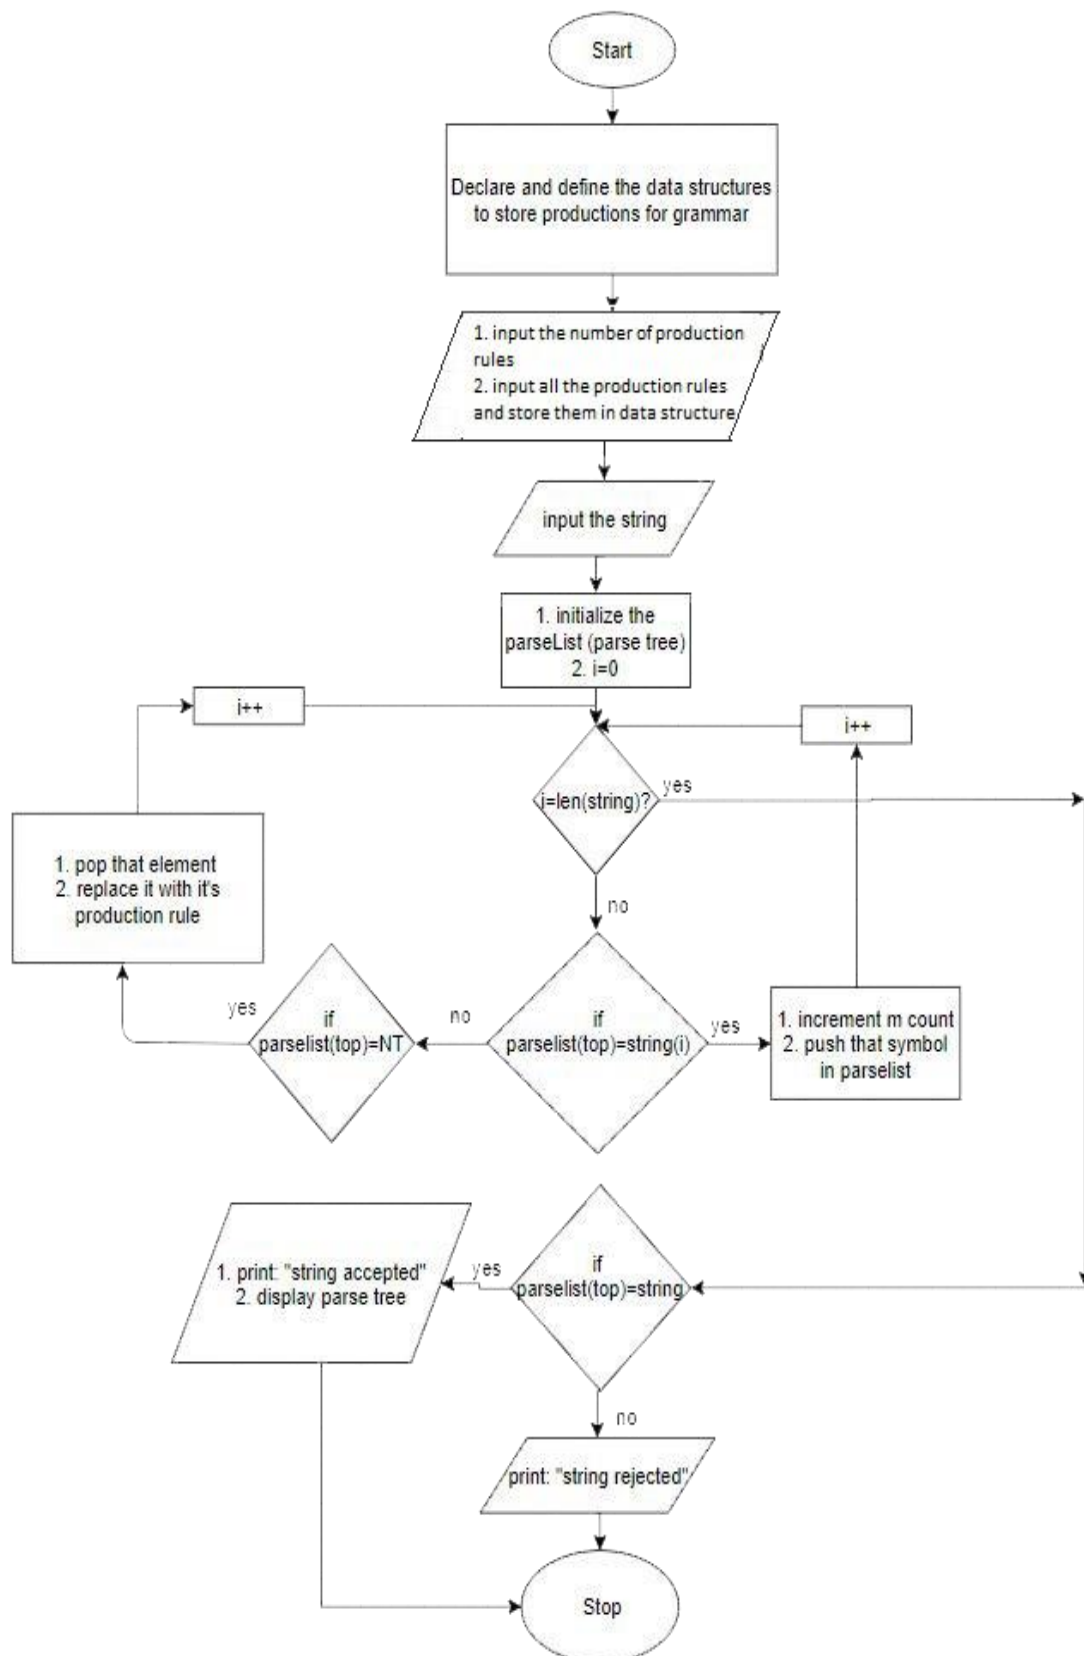 Start
Declare and define the data structures
to store productions for grammar
1. input the number of production
rules
2. input all the production rules
and store them in data structure
input the string
1. initialize the
parseList (parse tree)
2. i=0
i++
i++
i=len(string)?
yes
1. pop that element
2. replace it with it's
production rule
no
yes
if
parselist(top)=NT
no
if
parselist(top)=string(i)
yes
1. increment m count
2. push that symbol
in parselist
1. print: "string accepted"
2. display parse tree
yes
if
parselist(top)=string
no
print: "string rejected"
Stop